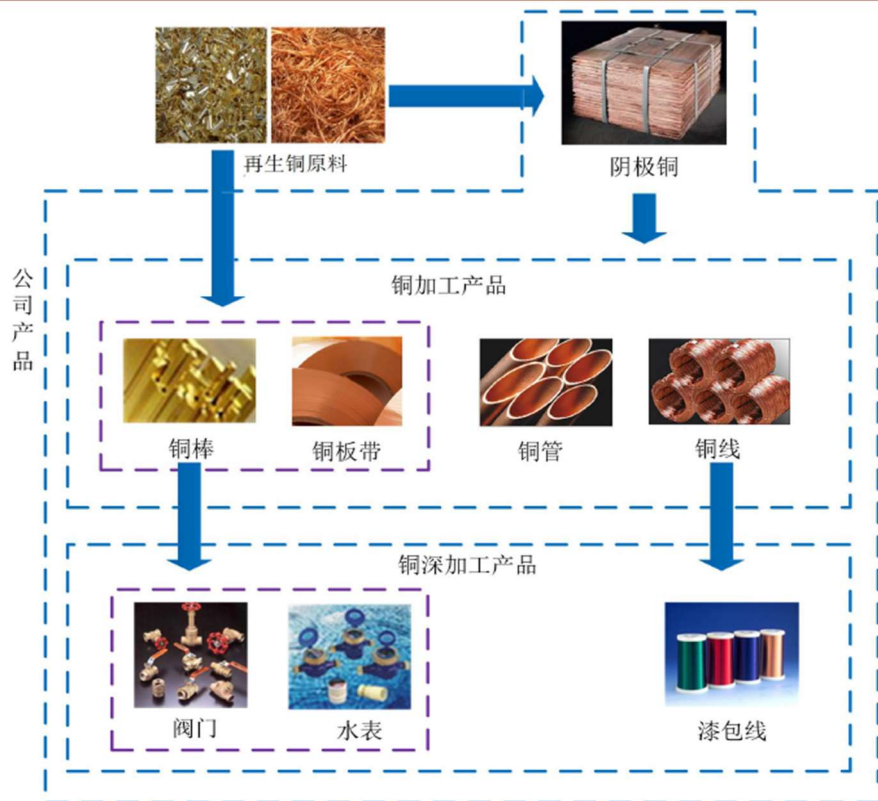 再生铜原料
阴极铜
公司产品
铜加工产品
铜棒
铜板带
铜管
铜线
铜深加工产品
阀门
水表
漆包线